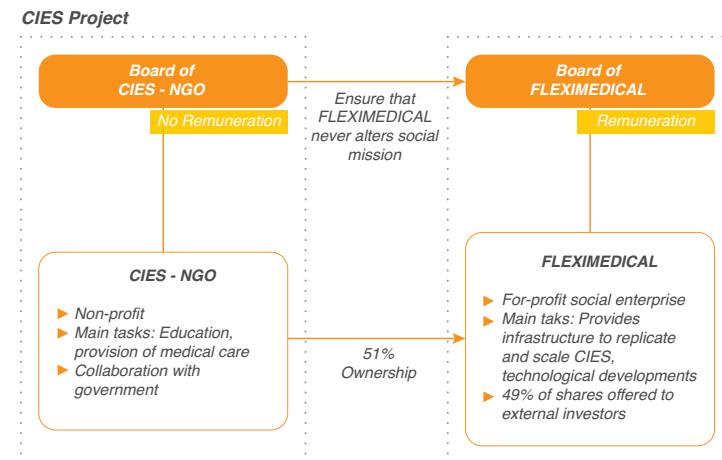 CIES Project
Board of
CIES - NGO
No Remuneration
Ensure that
FLEXIMEDICAL
never alters social
mission
Board of
FLEXIMEDICAL
Remuneration
CIES - NGO
► Non-profit
► Main tasks: Education,
provision of medical care
► Collaboration with
government
51%
Ownership
FLEXIMEDICAL
► For-profit social enterprise
► Main taks: Provides
infrastructure to replicate
and scale CIES,
technological developments
► 49% of shares offered to
external investors